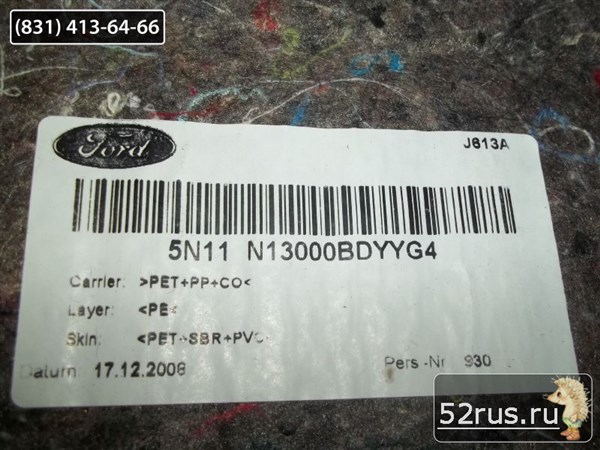 (831) 413-64-66
Ford
J613A
5N11 N13000BDYYG4
Carrier: >PET+PP+CO<
Layer: <PE<
Skin: <PET+SBR+PVC
Datum: 17.12.2008 Pers.-Nr. 930
52rus.ru